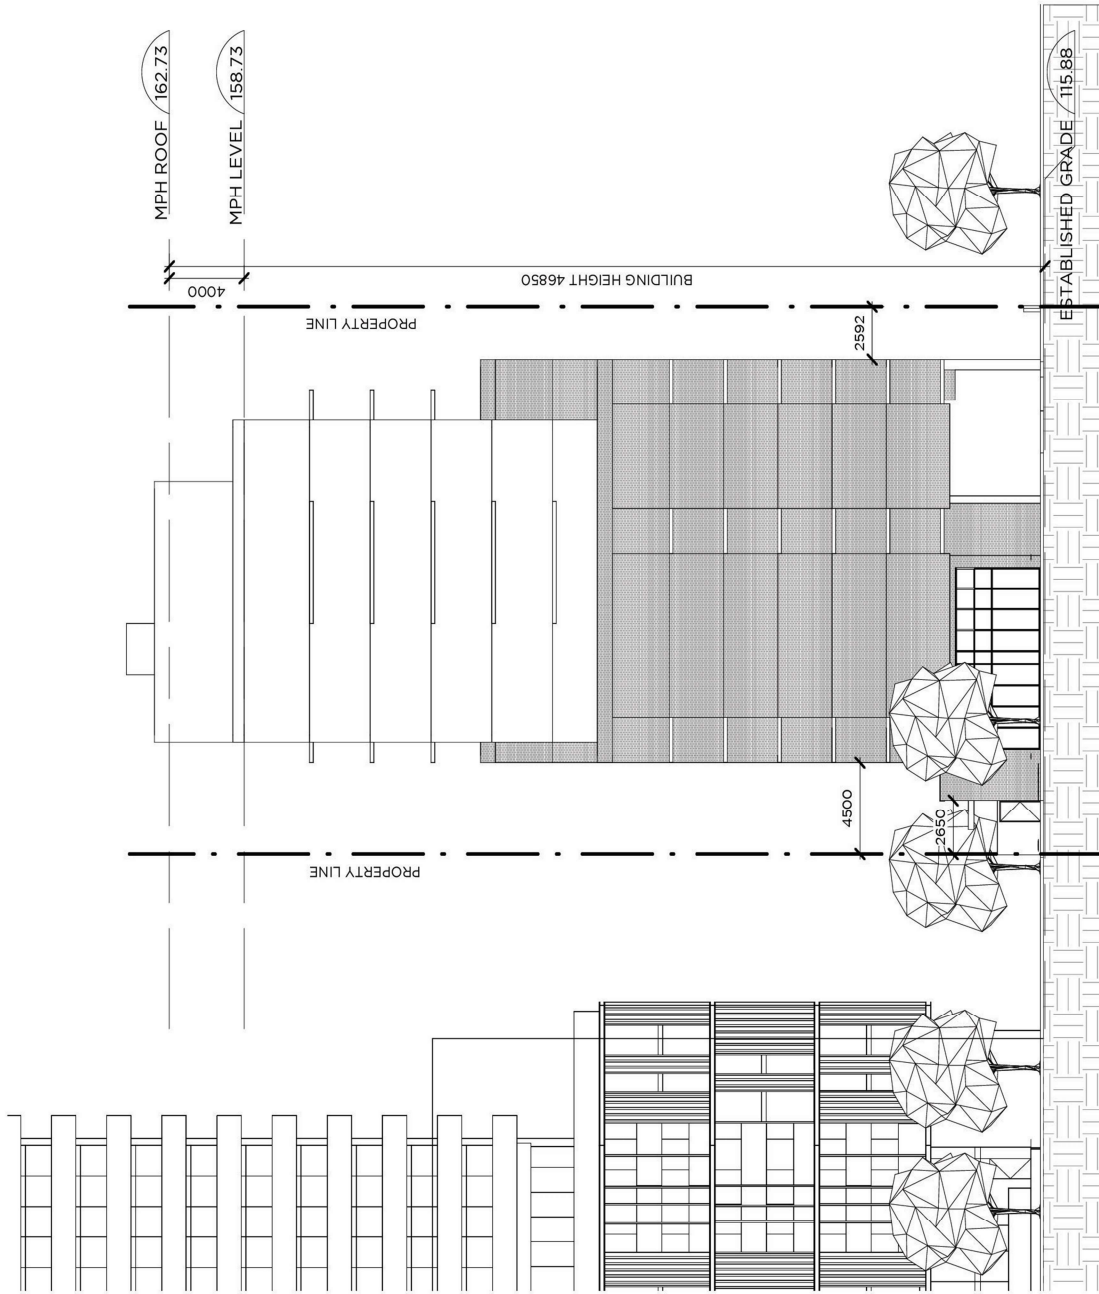 MPH ROOF 162.73
MPH LEVEL 158.73
4000
BUILDING HEIGHT 46850
ESTABLISHED GRADE 115.88
PROPERTY LINE
2592
4500
2650
PROPERTY LINE